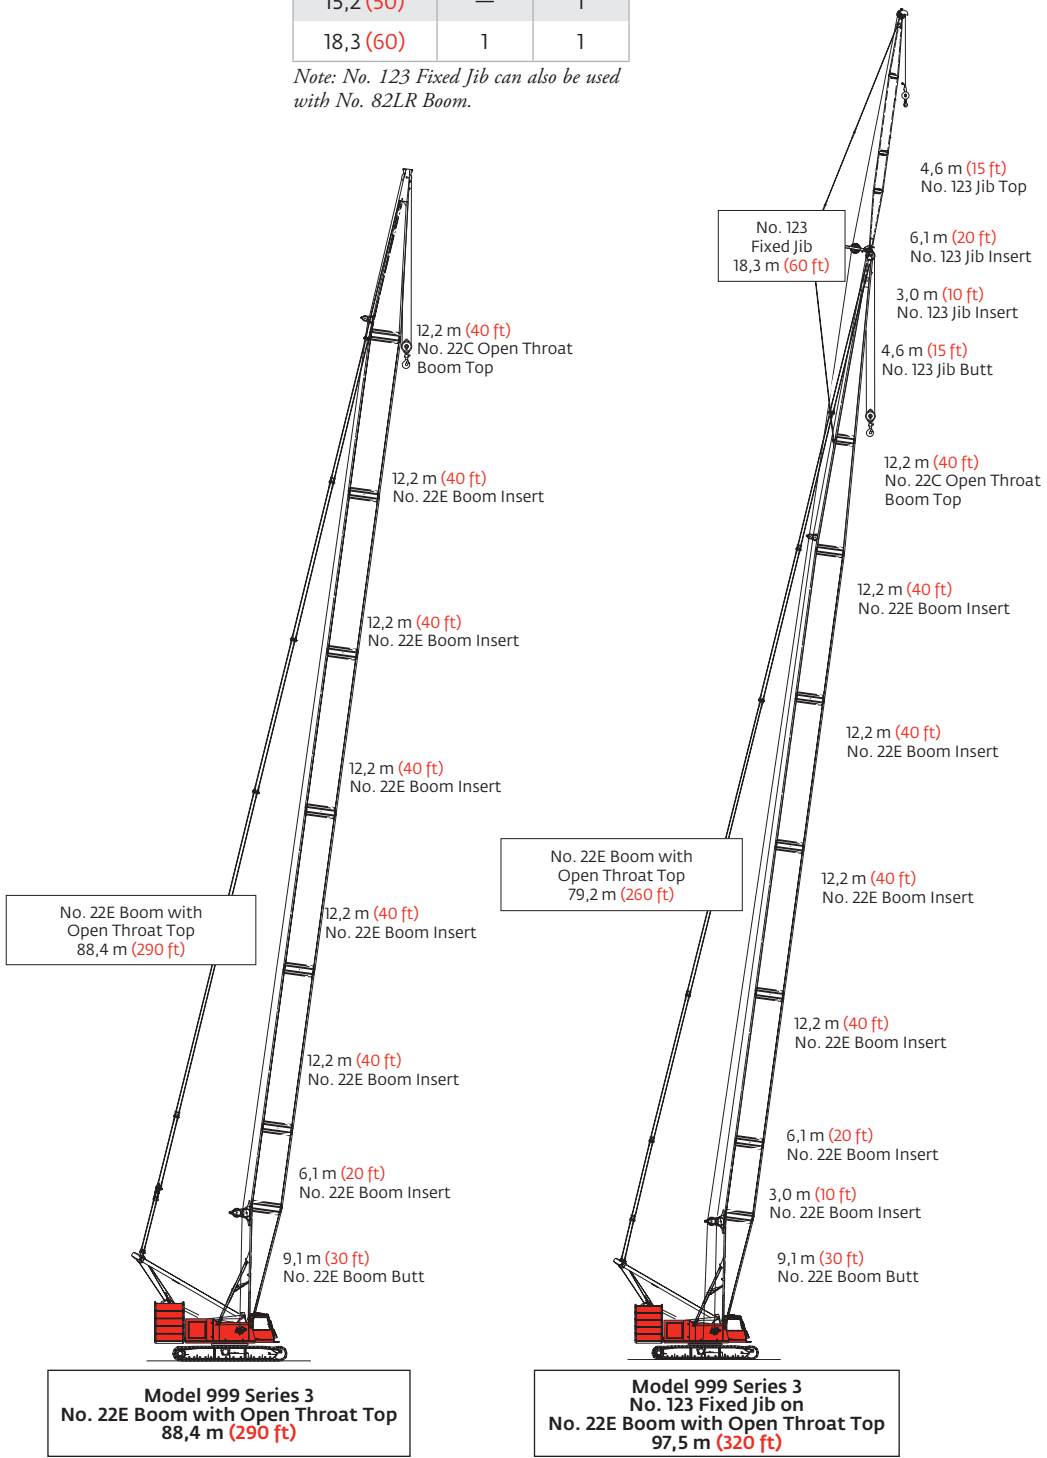 15,2 (50) — 1
18,3 (60) 1 1
Note: No. 123 Fixed Jib can also be used
with No. 82LR Boom.
12,2 m (40 ft)
No. 22C Open Throat
Boom Top
12,2 m (40 ft)
No. 22E Boom Insert
12,2 m (40 ft)
No. 22E Boom Insert
12,2 m (40 ft)
No. 22E Boom Insert
12,2 m (40 ft)
No. 22E Boom Insert
12,2 m (40 ft)
No. 22E Boom Insert
6,1 m (20 ft)
No. 22E Boom Insert
9,1 m (30 ft)
No. 22E Boom Butt
No. 22E Boom with
Open Throat Top
88,4 m (290 ft)
Model 999 Series 3
No. 22E Boom with Open Throat Top
88,4 m (290 ft)
4,6 m (15 ft)
No. 123 Jib Top
No. 123
Fixed Jib
18,3 m (60 ft)
6,1 m (20 ft)
No. 123 Jib Insert
3,0 m (10 ft)
No. 123 Jib Insert
4,6 m (15 ft)
No. 123 Jib Butt
12,2 m (40 ft)
No. 22C Open Throat
Boom Top
12,2 m (40 ft)
No. 22E Boom Insert
12,2 m (40 ft)
No. 22E Boom Insert
12,2 m (40 ft)
No. 22E Boom Insert
12,2 m (40 ft)
No. 22E Boom Insert
6,1 m (20 ft)
No. 22E Boom Insert
3,0 m (10 ft)
No. 22E Boom Insert
9,1 m (30 ft)
No. 22E Boom Butt
No. 22E Boom with
Open Throat Top
79,2 m (260 ft)
Model 999 Series 3
No. 123 Fixed Jib on
No. 22E Boom with Open Throat Top
97,5 m (320 ft)